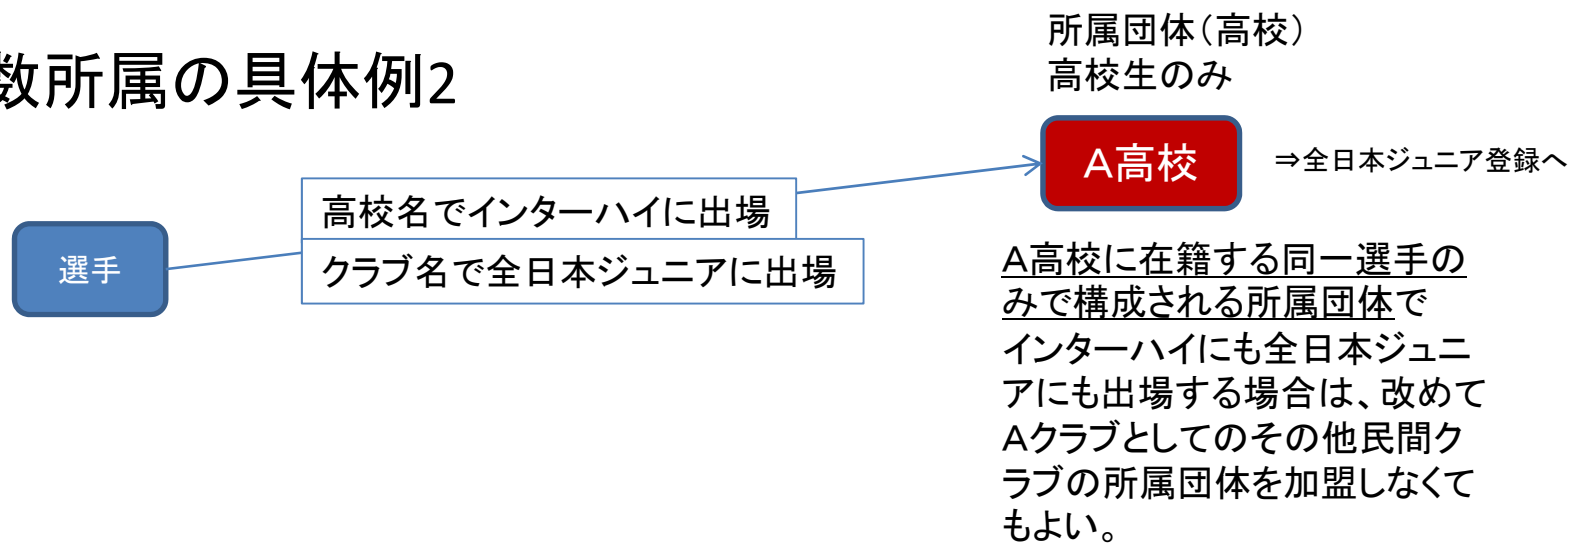 数所属の具体例2
所属団体（高校）
高校生のみ
A高校
⇒全日本ジュニア登録へ
選手
高校名でインターハイに出場
クラブ名で全日本ジュニアに出場
A高校に在籍する同一選手の
みで構成される所属団体で
インターハイにも全日本ジュニ
アにも出場する場合は、改めて
Aクラブとしてのその他民間ク
ラブの所属団体を加盟しなくて
もよい。